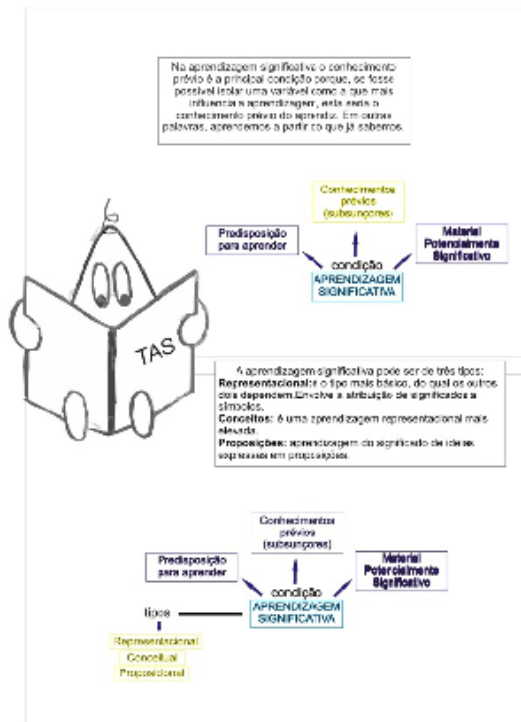 Na aprendizagem significativa o conhecimento
prévio é a principal condição porque, se fosse
possível isolar uma variável como a que mais
influencia a aprendizagem, esta seria o
conhecimento prévio do aprendiz. Em outras
palavras, aprendemos a partir do que já sabemos.
Conhecimentos
prévios
(subsunçores)
Predisposição
para aprender
Material
Potencialmente
Significativo
condição
APRENDIZAGEM
SIGNIFICATIVA
TAS
A aprendizagem significativa pode ser de três tipos:
Representacional:é o tipo mais básico, do qual os outros
dois dependem.Envolve a atribuição de significados a
símbolos.
Conceitos: é uma aprendizagem representacional mais
elevada.
Proposições: aprendizagem do significado de ideias
expressas em proposições.
Conhecimentos
prévios
(subsunçores)
Predisposição
para aprender
Material
Potencialmente
Significativo
condição
tipos
APRENDIZAGEM
SIGNIFICATIVA
Representacional
Conceitual
Proposicional